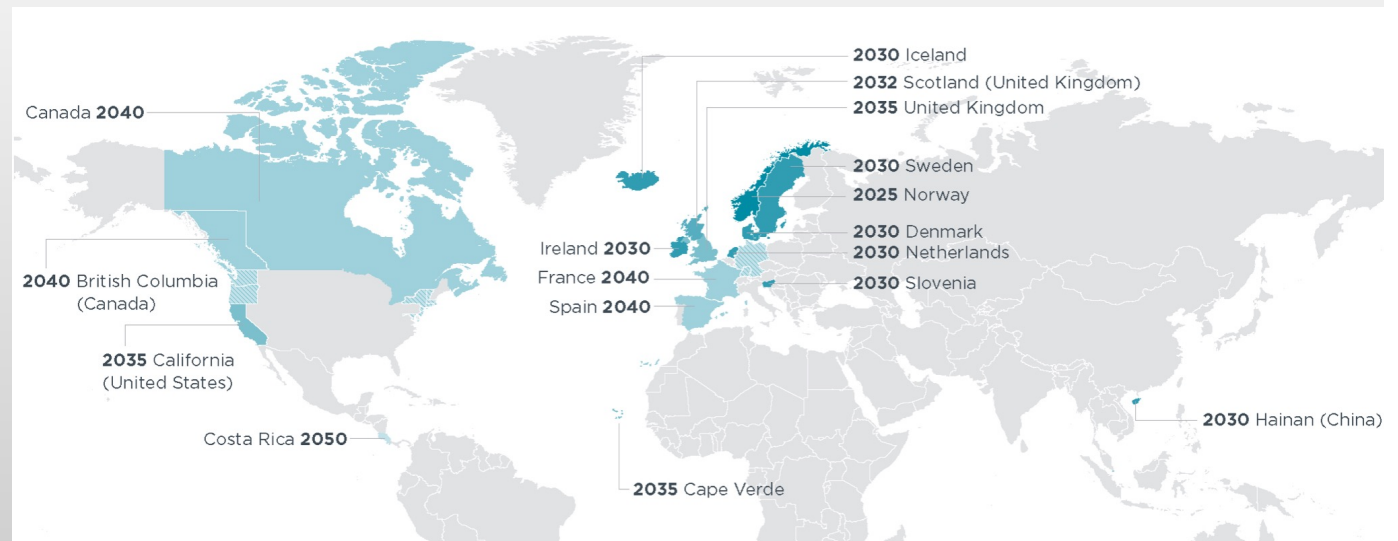 Canada 2040
2040 British Columbia
(Canada)
2035 California
(United States)
Costa Rica 2050
2030 Iceland
2032 Scotland (United Kingdom)
2035 United Kingdom
2030 Sweden
2025 Norway
2030 Denmark
2030 Netherlands
2030 Slovenia
Ireland 2030
France 2040
Spain 2040
2035 Cape Verde
2030 Hainan (China)